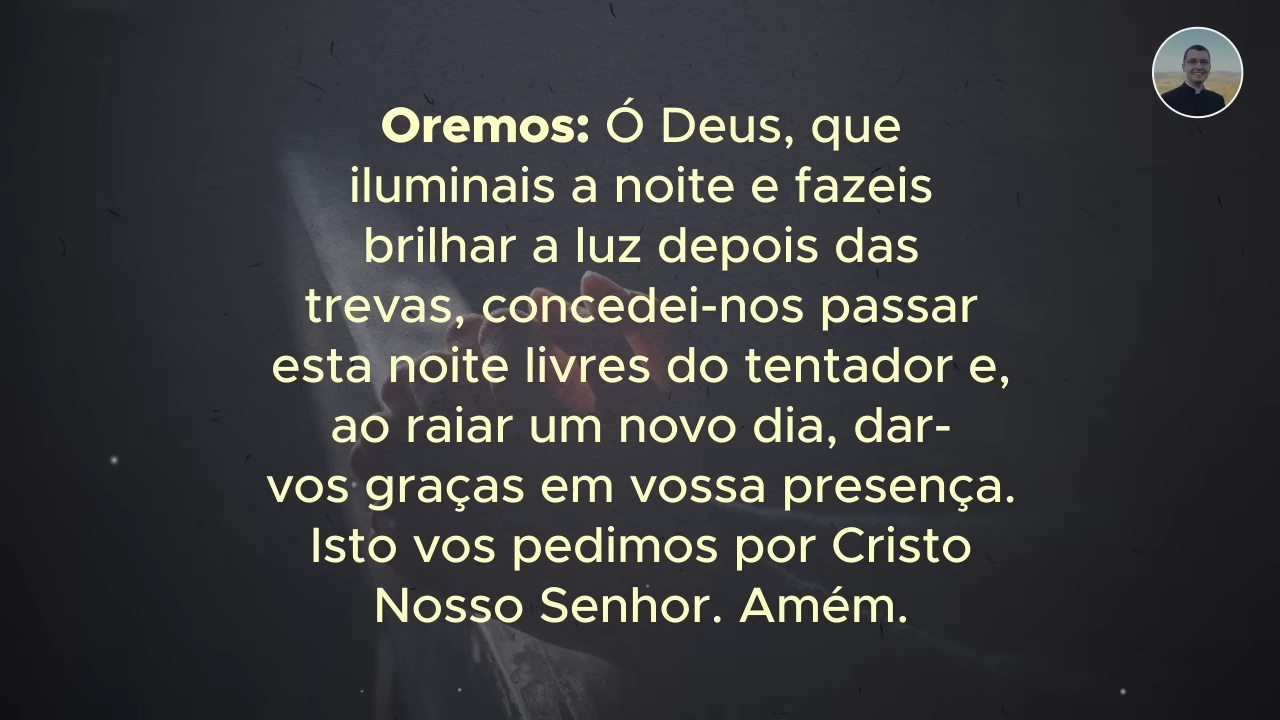 Oremos: Ó Deus, que
iluminais a noite e fazeis
brilhar a luz depois das
trevas, concedei-nos passar
esta noite livres do tentador e,
ao raiar um novo dia, dar-
vos graças em vossa presença.
Isto vos pedimos por Cristo
Nosso Senhor. Amém.